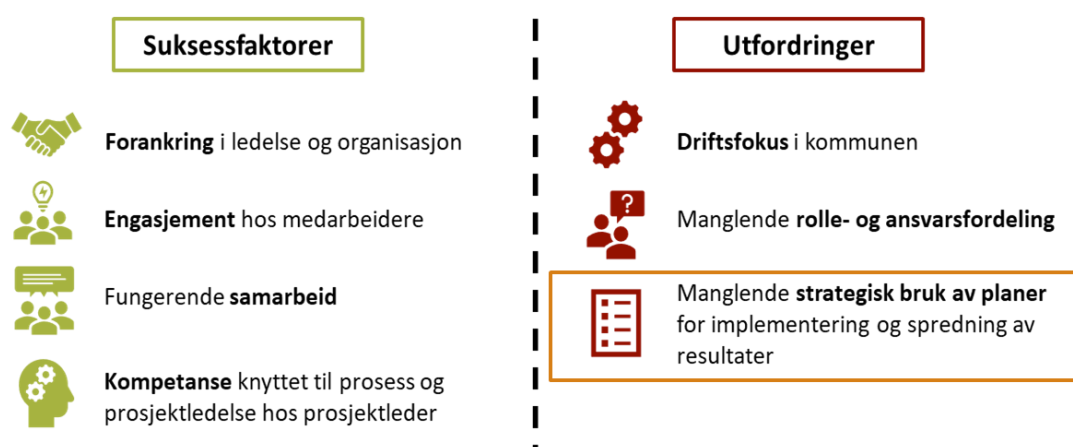 Suksessfaktorer
Forankring i ledelse og organisasjon
Engasjement hos medarbeidere
Fungerende samarbeid
Kompetanse knyttet til prosess og
prosjektledelse hos prosjektleder
Utfordringer
Driftsfokus i kommunen
?
Manglende rolle- og ansvarsfordeling
Manglende strategisk bruk av planer
for implementering og spredning av
resultater